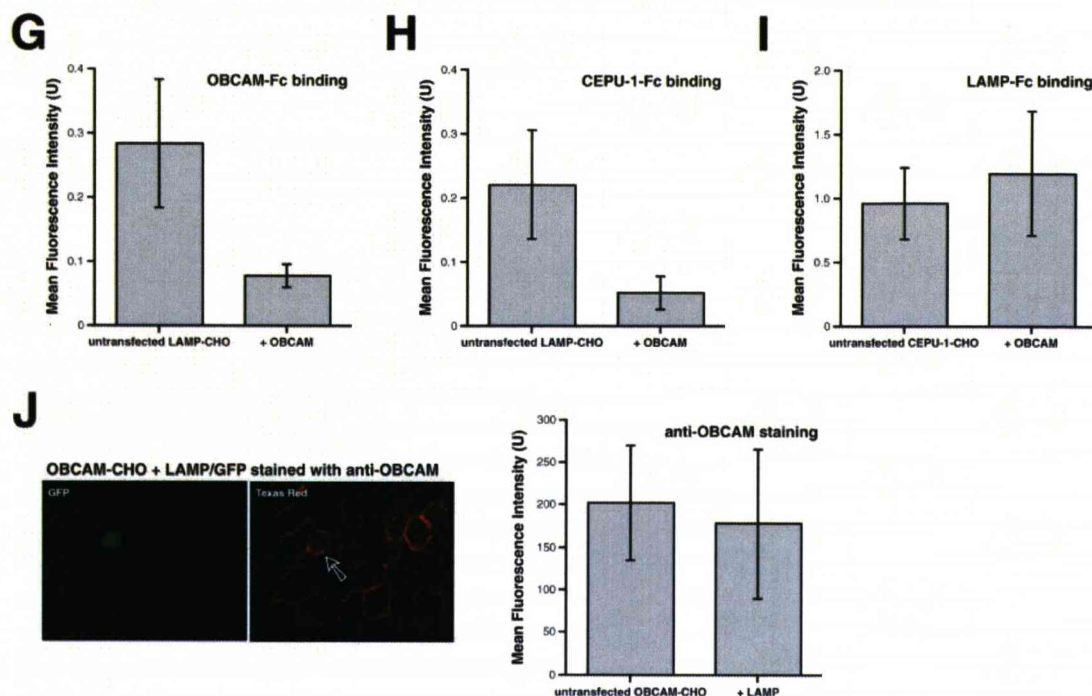 G
OBCAM-Fc binding
Mean Fluorescence Intensity (U)
0.4
0.3
0.2
0.1
0
untransfected LAMP-CHO
+ OBCAM
H
CEPU-1-Fc binding
Mean Fluorescence Intensity (U)
0.4
0.3
0.2
0.1
0
untransfected LAMP-CHO
+ OBCAM
I
LAMP-Fc binding
Mean Fluorescence Intensity (U)
2.0
1.5
1.0
0.5
0
untransfected CEPU-1-CHO
+ OBCAM
J
OBCAM-CHO + LAMP/GFP stained with anti-OBCAM
GFP
Texas Red
anti-OBCAM staining
Mean Fluorescence Intensity (U)
300
250
200
150
100
50
0
untransfected OBCAM-CHO
+ LAMP